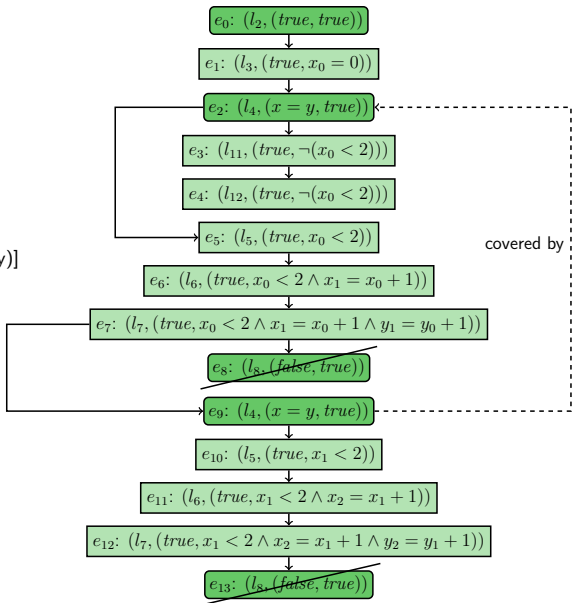 e₀: (l₂, (true, true))
e₁: (l₃, (true, x₀ = 0))
e₂: (l₄, (x = y, true))
e₃: (l₁₁, (true, ¬(x₀ < 2)))
e₄: (l₁₂, (true, ¬(x₀ < 2)))
e₅: (l₅, (true, x₀ < 2))
covered by
y)]
e₆: (l₆, (true, x₀ < 2 ∧ x₁ = x₀ + 1))
e₇: (l₇, (true, x₀ < 2 ∧ x₁ = x₀ + 1 ∧ y₁ = y₀ + 1))
e₈: (l₈, (false, true))
e₉: (l₄, (x = y, true))
e₁₀: (l₅, (true, x₁ < 2))
e₁₁: (l₆, (true, x₁ < 2 ∧ x₂ = x₁ + 1))
e₁₂: (l₇, (true, x₁ < 2 ∧ x₂ = x₁ + 1 ∧ y₂ = y₁ + 1))
e₁₃: (l₈, (false, true))